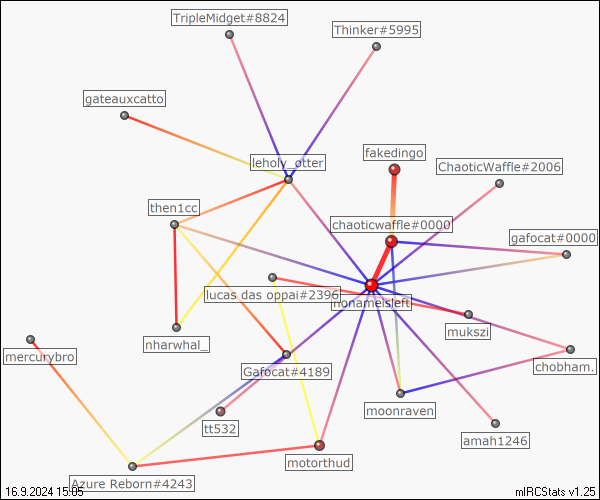 TripleMidget#8824
Thinker#5995
gateauxcatto
fakedingo
leholy_otter
ChaoticWaffle#2006
then1cc
chaoticwaffle#0000
gafocat#0000
lucas das oppai#2396
nonameisleft
mukszi
nharwhal_
mercurybro
Gafocat#4189
chobham.
moonraven
tt532
amah1246
motorthud
Azure Reborn#4243
16.9.2024 15:05
mIRCStats v1.25